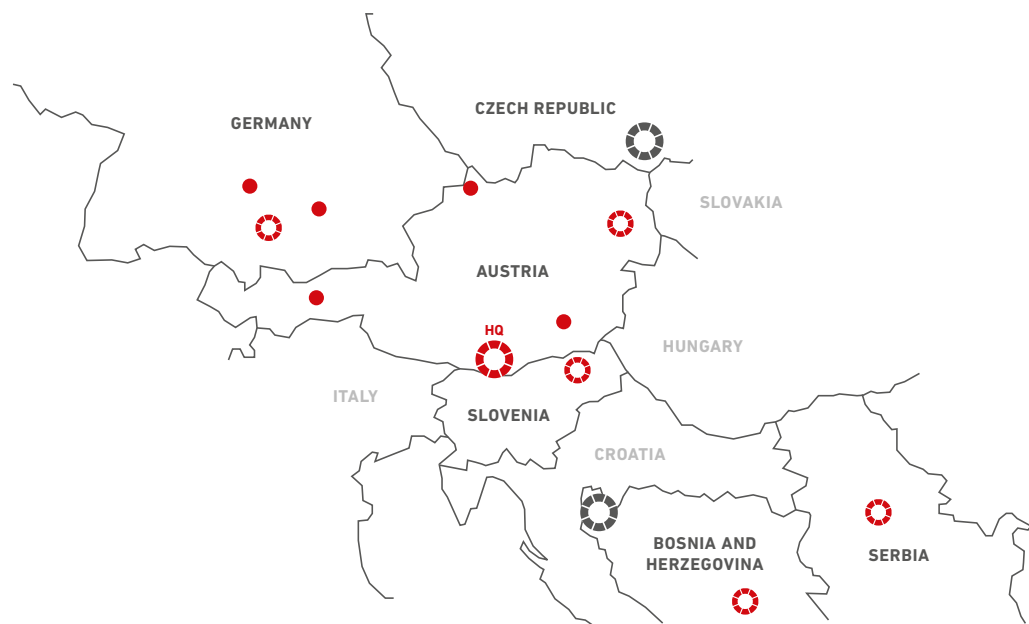 CZECH REPUBLIC
GERMANY
SLOVAKIA
AUSTRIA
HQ
HUNGARY
ITALY
SLOVENIA
CROATIA
BOSNIA AND
HERZEGOVINA
SERBIA